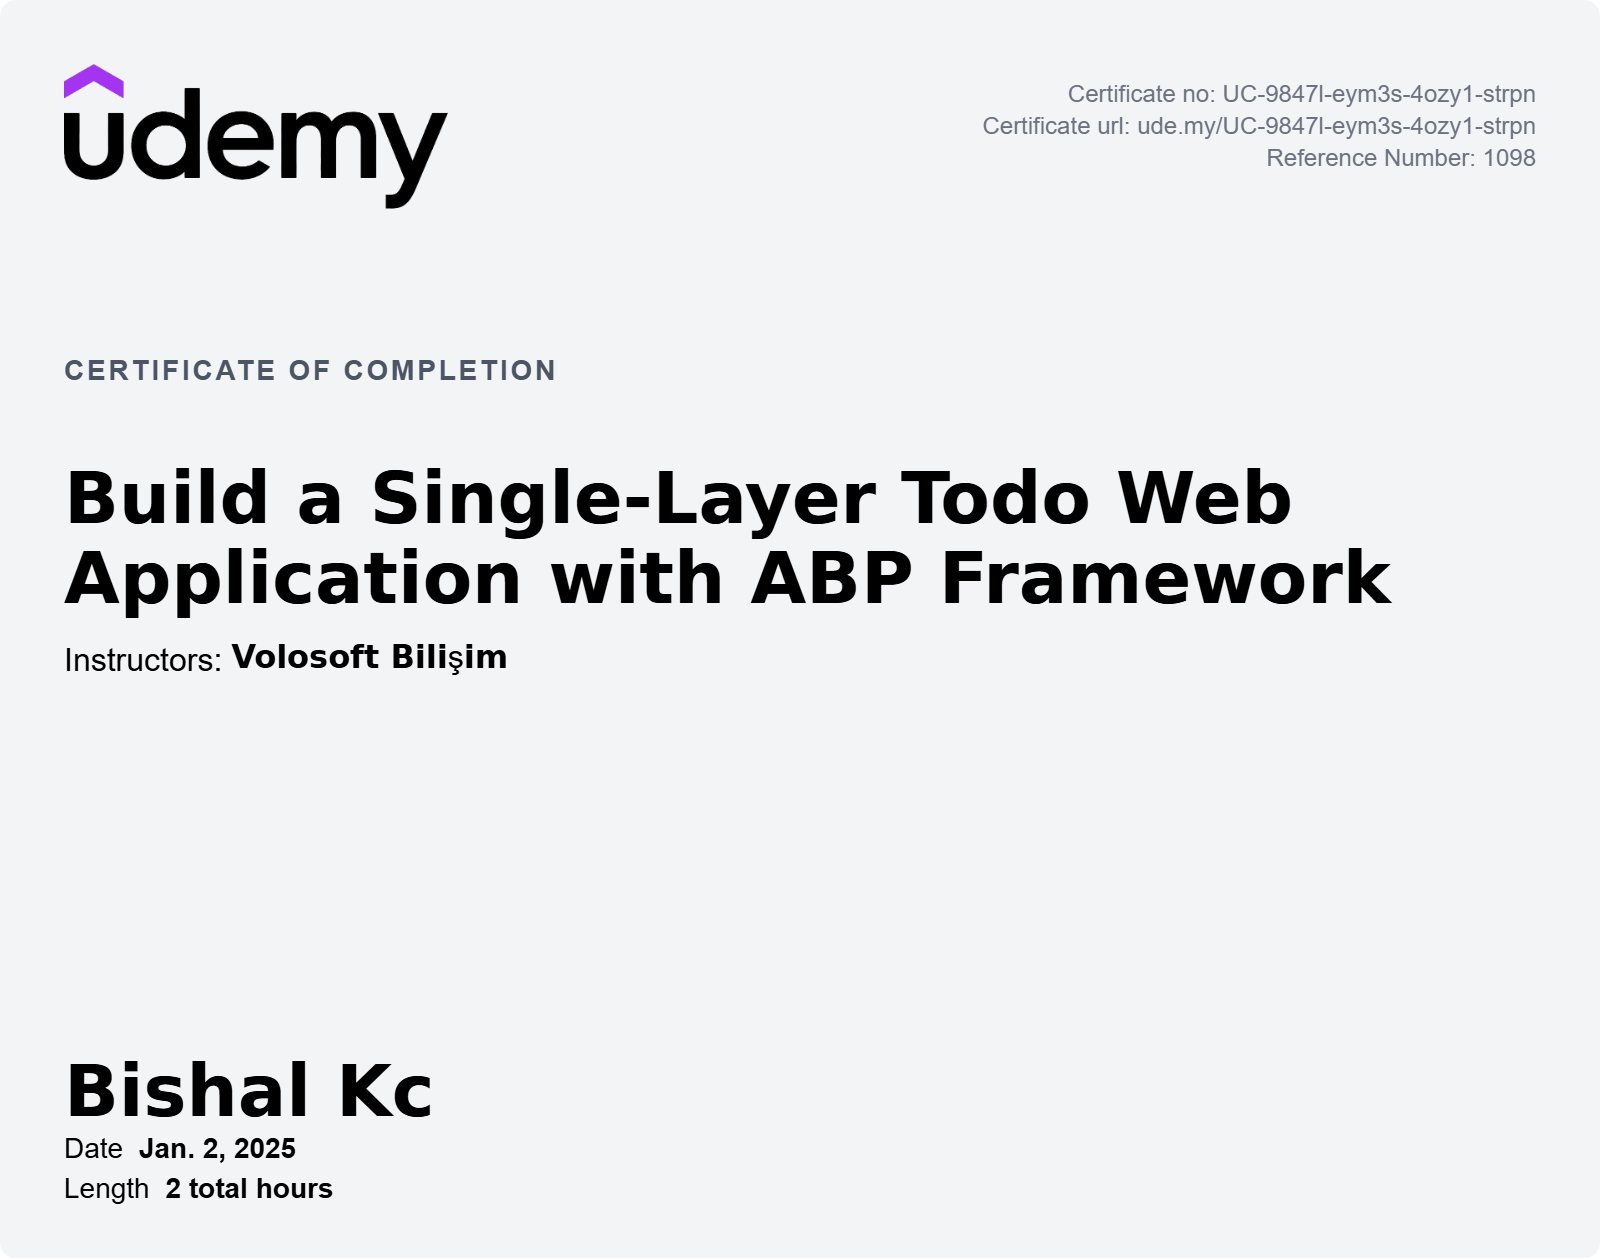 udemy
Certificate no: UC-9847l-eym3s-4ozy1-strpn
Certificate url: ude.my/UC-9847l-eym3s-4ozy1-strpn
Reference Number: 1098
CERTIFICATE OF COMPLETION
Build a Single-Layer Todo Web
Application with ABP Framework
Instructors: Volosoft Bilişim
Bishal Kc
Date Jan. 2, 2025
Length 2 total hours